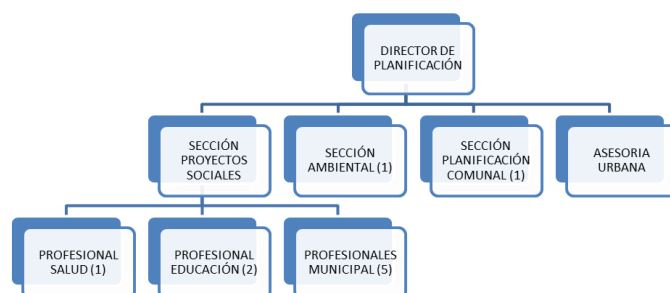 DIRECTOR DE
PLANIFICACIÓN
SECCIÓN
PROYECTOS
SOCIALES
SECCIÓN
AMBIENTAL (1)
SECCIÓN
PLANIFICACIÓN
COMUNAL (1)
ASESORIA
URBANA
PROFESIONAL
SALUD (1)
PROFESIONAL
EDUCACIÓN (2)
PROFESIONALES
MUNICIPAL (5)